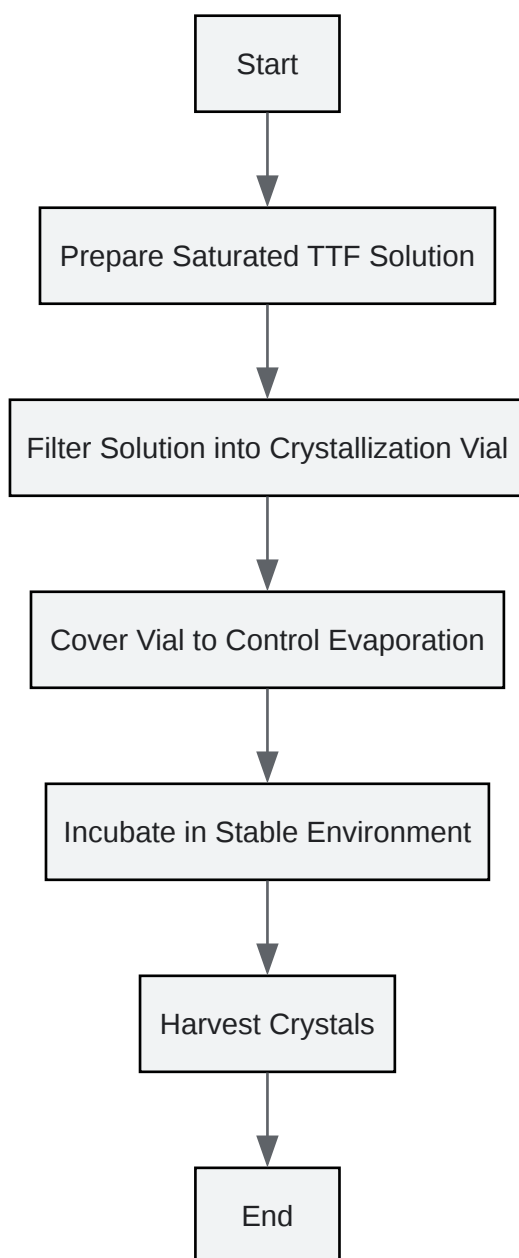 Start
Prepare Saturated TTF Solution
Filter Solution into Crystallization Vial
Cover Vial to Control Evaporation
Incubate in Stable Environment
Harvest Crystals
End